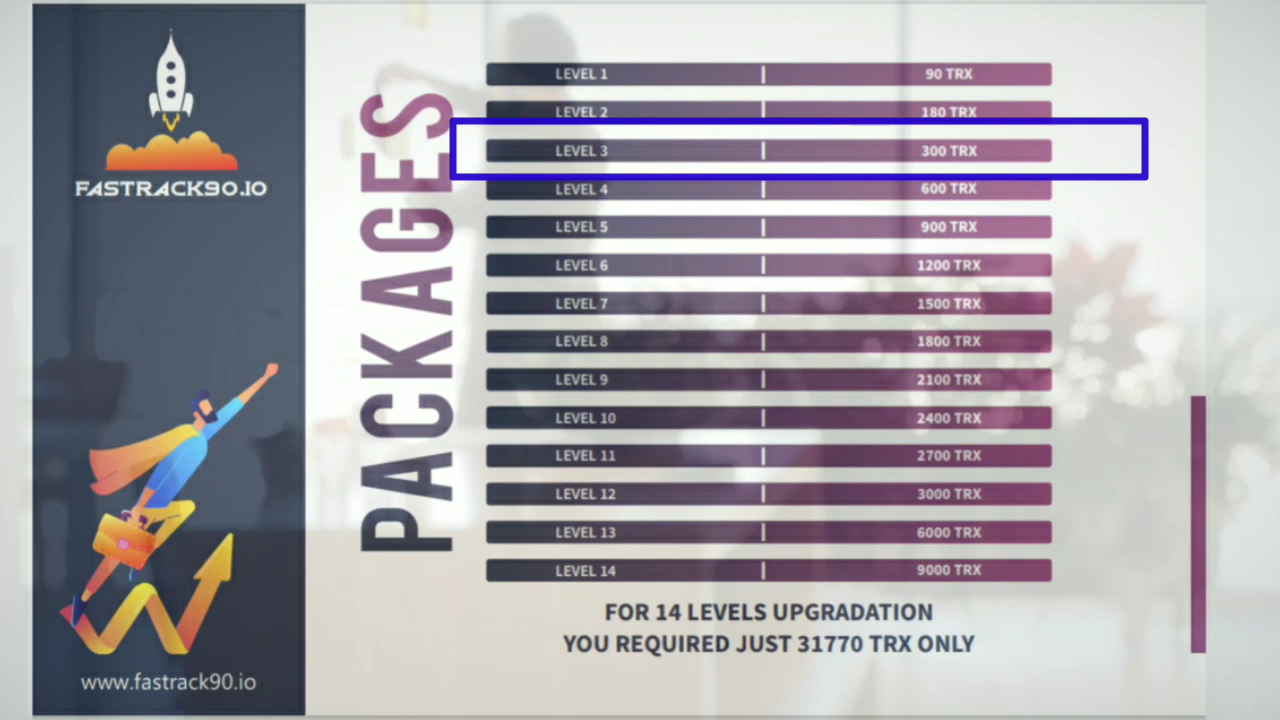 FASTRACK90.IO
www.fastrack90.io
PACKAGES
LEVEL 1 | 90 TRX
LEVEL 2 | 180 TRX
LEVEL 3 | 300 TRX
LEVEL 4 | 600 TRX
LEVEL 5 | 900 TRX
LEVEL 6 | 1200 TRX
LEVEL 7 | 1500 TRX
LEVEL 8 | 1800 TRX
LEVEL 9 | 2100 TRX
LEVEL 10 | 2400 TRX
LEVEL 11 | 2700 TRX
LEVEL 12 | 3000 TRX
LEVEL 13 | 6000 TRX
LEVEL 14 | 9000 TRX
FOR 14 LEVELS UPGRADATION
YOU REQUIRED JUST 31770 TRX ONLY